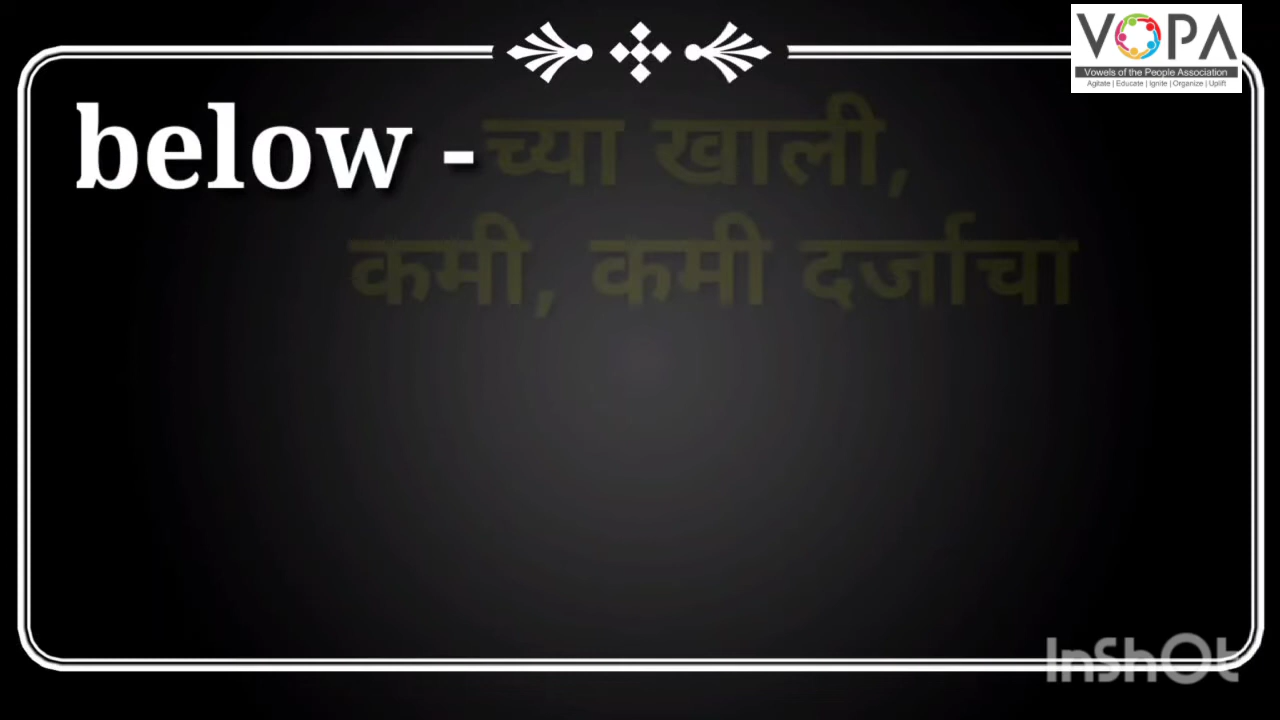 VOPA
Vowels of the People Association
Agitate | Educate | Ignite | Organize | Uplift
below - च्या खाली,
कमी, कमी दर्जाचा
InShOt